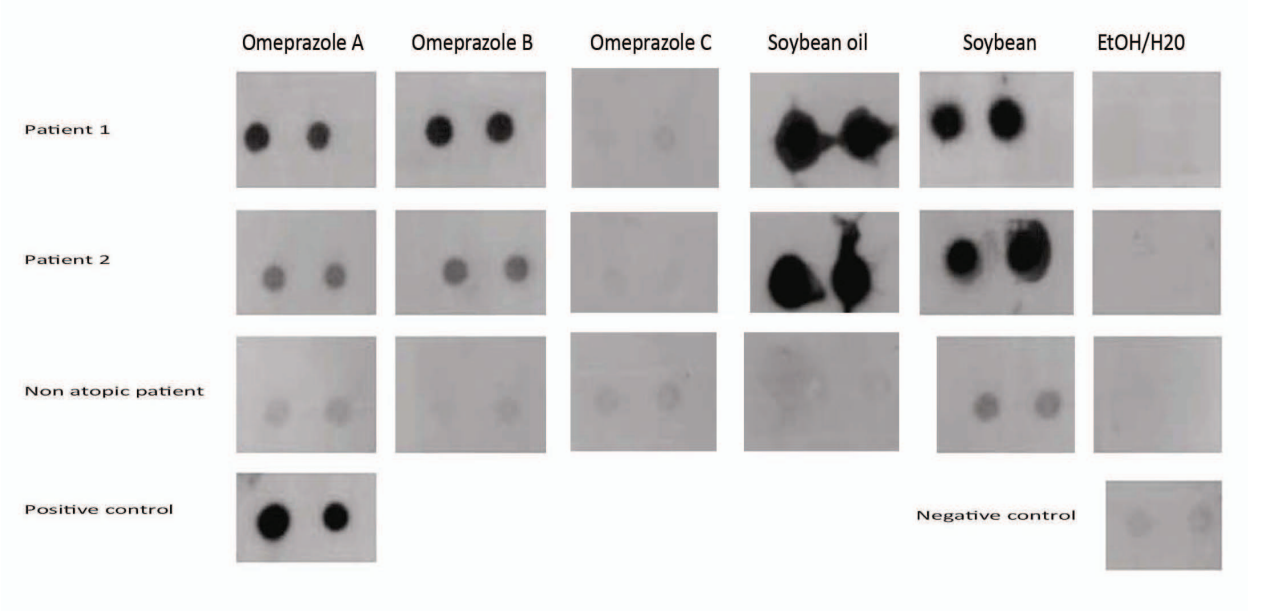 Omeprazole A Omeprazole B Omeprazole C Soybean oil Soybean EtOH/H20
Patient 1
Patient 2
Non atopic patient
Positive control
Negative control